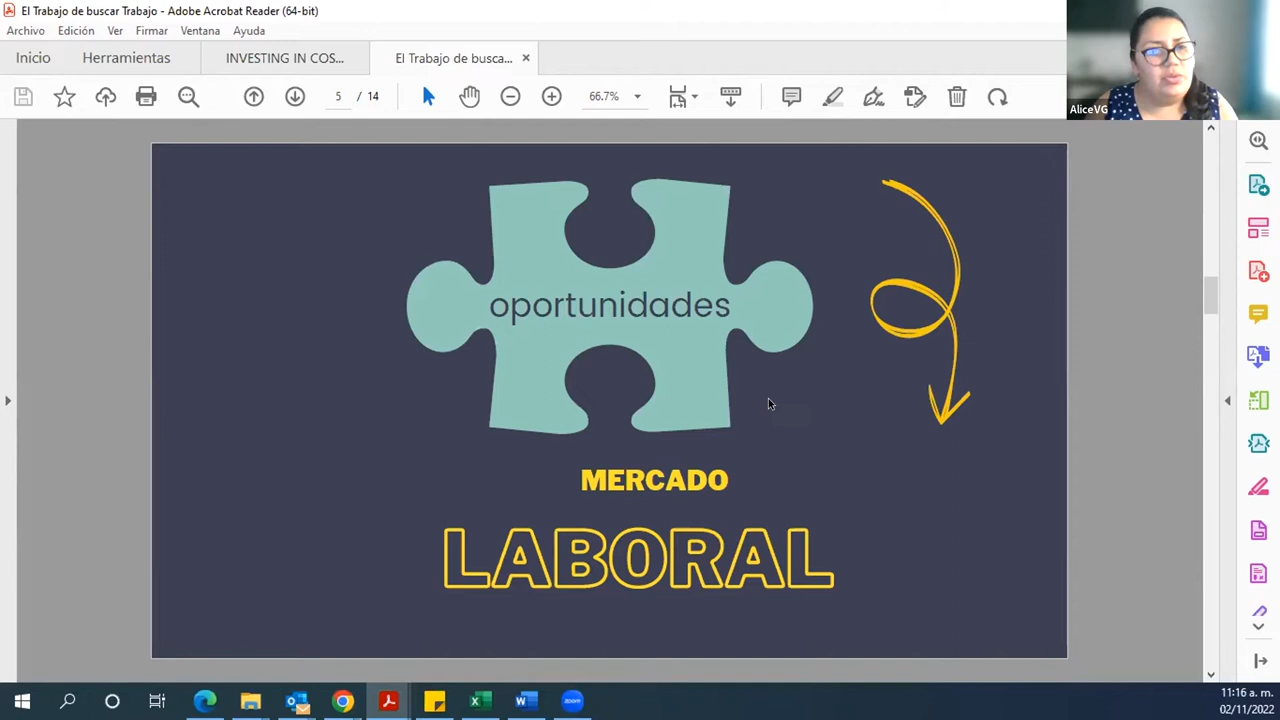 El Trabajo de buscar Trabajo - Adobe Acrobat Reader (64-bit)
Archivo Edición Ver Firmar Ventana Ayuda
Inicio Herramientas INVESTING IN COS... El Trabajo de busca... ×
5 / 14 66.7%
AliceVG
oportunidades
MERCADO
LABORAL
zoom
11:16 a. m.
02/11/2022